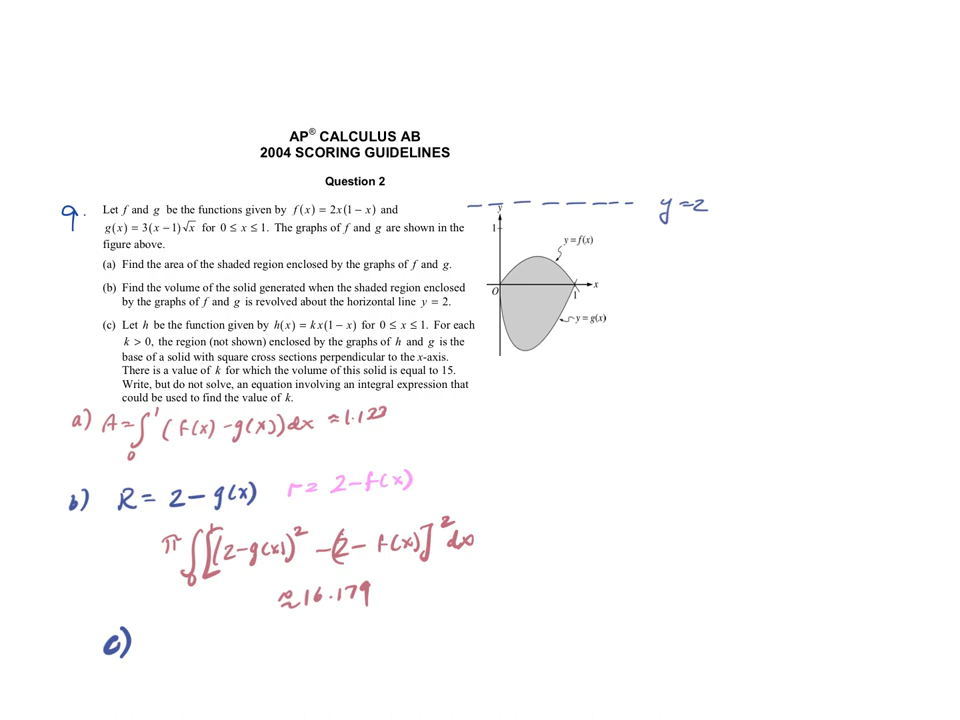 AP® CALCULUS AB
2004 SCORING GUIDELINES
Question 2
9.
Let f and g be the functions given by f(x) = 2x(1 − x) and
g(x) = 3(x − 1)√x for 0 ≤ x ≤ 1. The graphs of f and g are shown in the
figure above.
(a) Find the area of the shaded region enclosed by the graphs of f and g.
(b) Find the volume of the solid generated when the shaded region enclosed
by the graphs of f and g is revolved about the horizontal line y = 2.
(c) Let h be the function given by h(x) = kx(1 − x) for 0 ≤ x ≤ 1. For each
k > 0, the region (not shown) enclosed by the graphs of h and g is the
base of a solid with square cross sections perpendicular to the x-axis.
There is a value of k for which the volume of this solid is equal to 15.
Write, but do not solve, an equation involving an integral expression that
could be used to find the value of k.
y = 2
y
1
y = f(x)
O
1
x
y = g(x)
a) A = ∫₀¹ (f(x) − g(x)) dx ≈ 1.133
b) R = 2 − g(x) r = 2 − f(x)
π ∫₀¹ [(2 − g(x))² − (2 − f(x)]² dx
≈ 16.179
c)